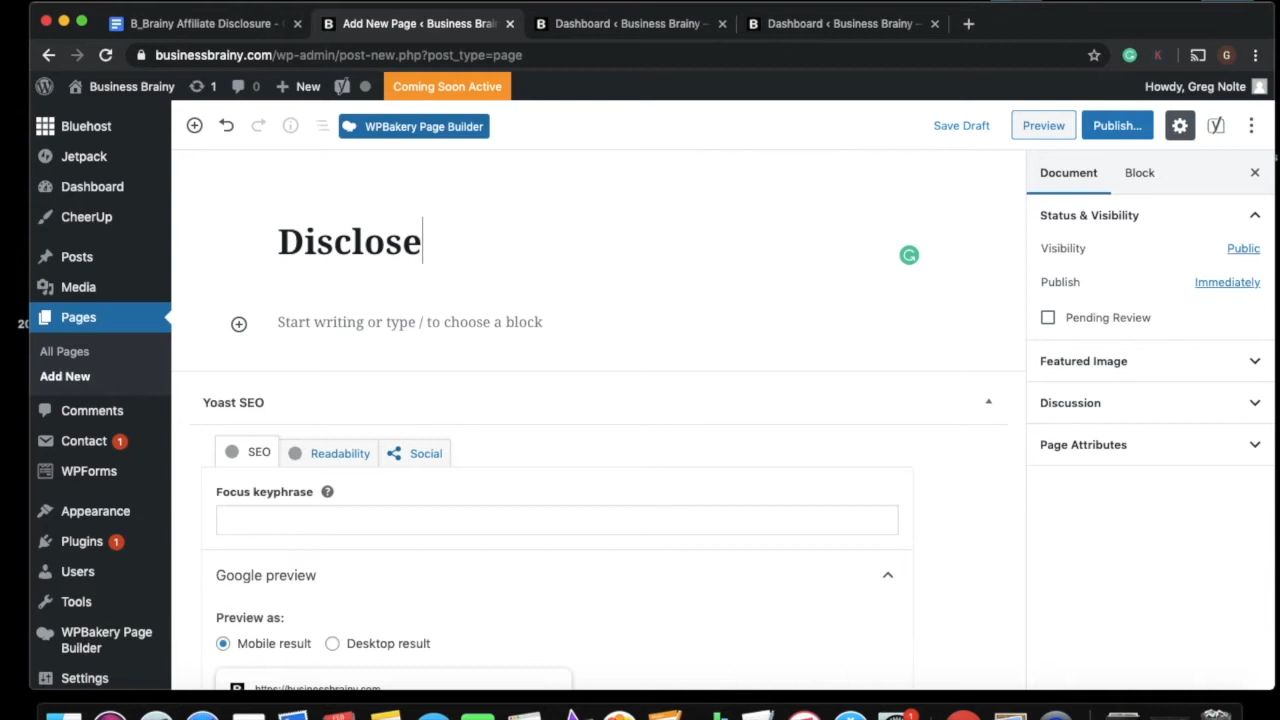 B_Brainy Affiliate Disclosure -
Add New Page ‹ Business Brai
Dashboard ‹ Business Brainy —
Dashboard ‹ Business Brainy —
businessbrainy.com/wp-admin/post-new.php?post_type=page
K
G
Business Brainy
1
0
New
Coming Soon Active
Howdy, Greg Nolte
Bluehost
Jetpack
Dashboard
CheerUp
Posts
Media
Pages
All Pages
Add New
Comments
Contact 1
WPForms
Appearance
Plugins 1
Users
Tools
WPBakery Page
Builder
Settings
WPBakery Page Builder
Save Draft
Preview
Publish...
Disclose
Start writing or type / to choose a block
Yoast SEO
SEO
Readability
Social
Focus keyphrase
Google preview
Preview as:
Mobile result
Desktop result
https://businessbrainy.com
Document
Block
Status & Visibility
Visibility
Public
Publish
Immediately
Pending Review
Featured Image
Discussion
Page Attributes
20
1